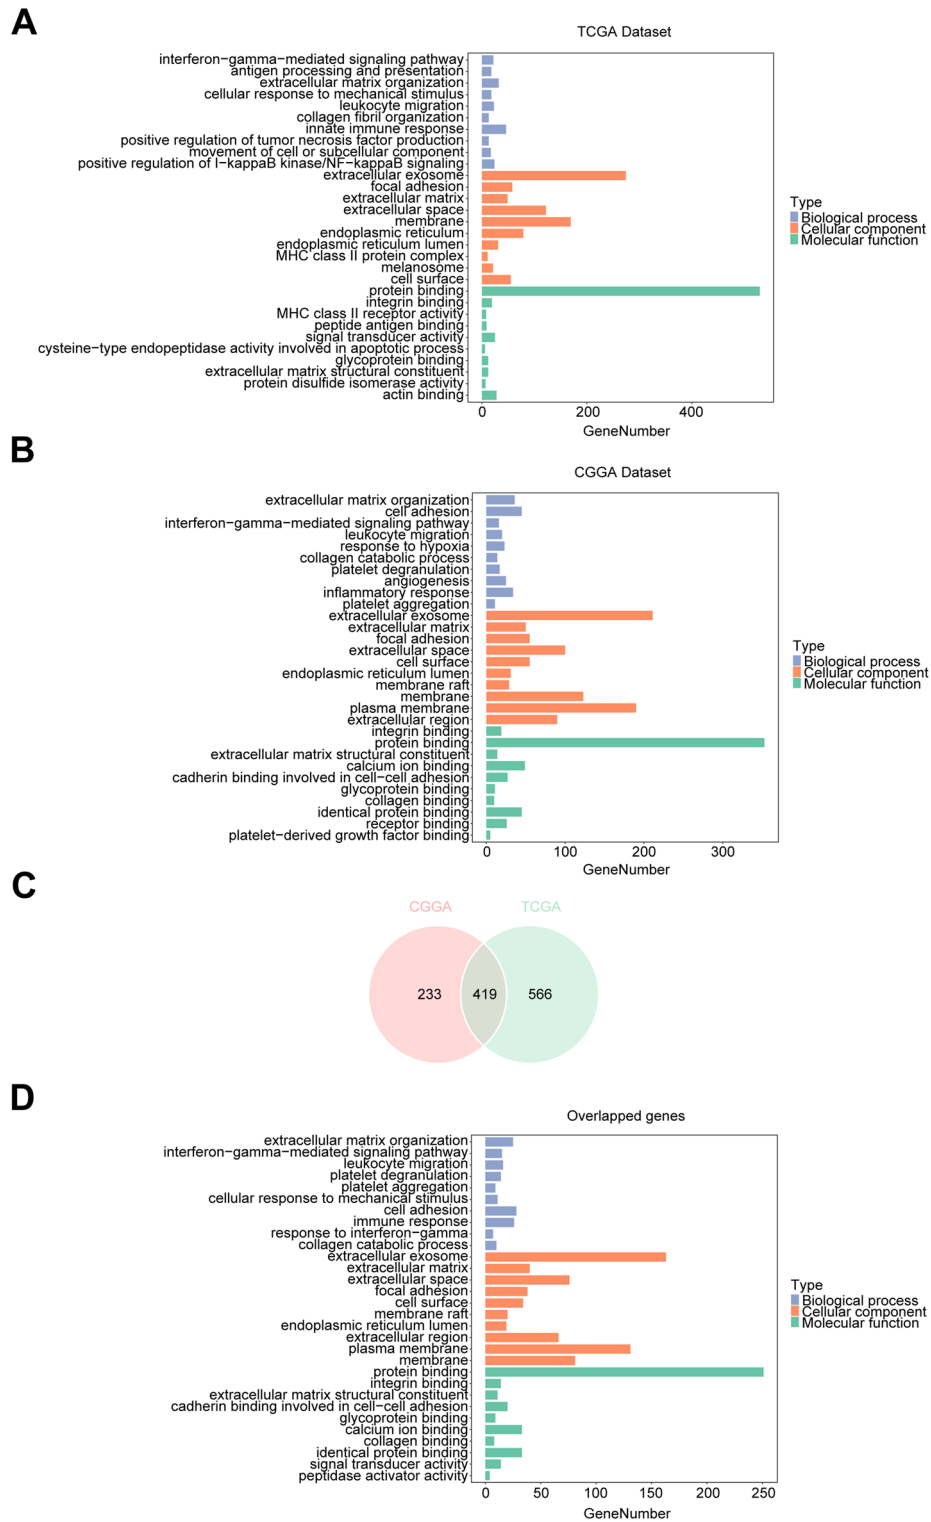 A
TCGA Dataset
interferon−gamma−mediated signaling pathway
antigen processing and presentation
extracellular matrix organization
cellular response to mechanical stimulus
leukocyte migration
collagen fibril organization
innate immune response
positive regulation of tumor necrosis factor production
movement of cell or subcellular component
positive regulation of I−kappaB kinase/NF−kappaB signaling
extracellular exosome
focal adhesion
extracellular matrix
extracellular space
membrane
endoplasmic reticulum
endoplasmic reticulum lumen
MHC class II protein complex
melanosome
cell surface
protein binding
integrin binding
MHC class II receptor activity
peptide antigen binding
signal transducer activity
cysteine−type endopeptidase activity involved in apoptotic process
glycoprotein binding
extracellular matrix structural constituent
protein disulfide isomerase activity
actin binding
0 200 400
GeneNumber
Type
Biological process
Cellular component
Molecular function
B
CGGA Dataset
extracellular matrix organization
cell adhesion
interferon−gamma−mediated signaling pathway
leukocyte migration
response to hypoxia
collagen catabolic process
platelet degranulation
angiogenesis
inflammatory response
platelet aggregation
extracellular exosome
extracellular matrix
focal adhesion
extracellular space
cell surface
endoplasmic reticulum lumen
membrane raft
membrane
plasma membrane
extracellular region
integrin binding
protein binding
extracellular matrix structural constituent
calcium ion binding
cadherin binding involved in cell−cell adhesion
glycoprotein binding
collagen binding
identical protein binding
receptor binding
platelet−derived growth factor binding
0 100 200 300
GeneNumber
Type
Biological process
Cellular component
Molecular function
C
CGGA TCGA
233 419 566
D
Overlapped genes
extracellular matrix organization
interferon−gamma−mediated signaling pathway
leukocyte migration
platelet degranulation
platelet aggregation
cellular response to mechanical stimulus
cell adhesion
immune response
response to interferon−gamma
collagen catabolic process
extracellular exosome
extracellular matrix
extracellular space
focal adhesion
cell surface
membrane raft
endoplasmic reticulum lumen
extracellular region
plasma membrane
membrane
protein binding
integrin binding
extracellular matrix structural constituent
cadherin binding involved in cell−cell adhesion
glycoprotein binding
calcium ion binding
collagen binding
identical protein binding
signal transducer activity
peptidase activator activity
0 50 100 150 200 250
GeneNumber
Type
Biological process
Cellular component
Molecular function